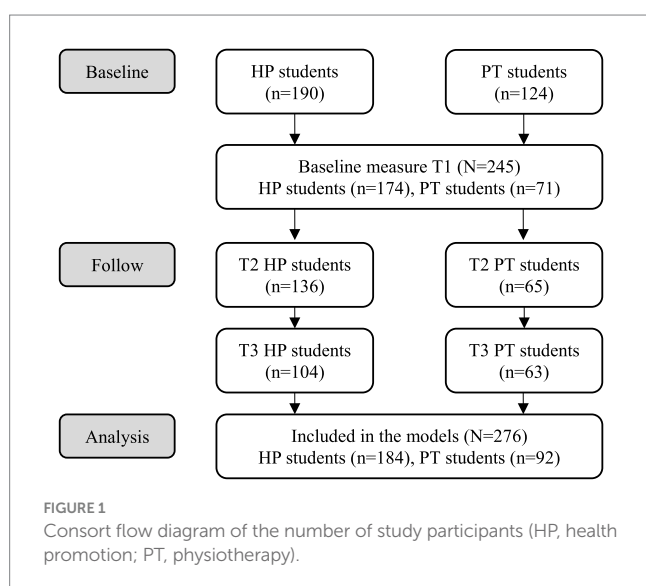 Baseline
HP students
(n=190)
PT students
(n=124)
Baseline measure T1 (N=245)
HP students (n=174), PT students (n=71)
Follow
T2 HP students
(n=136)
T2 PT students
(n=65)
T3 HP students
(n=104)
T3 PT students
(n=63)
Analysis
Included in the models (N=276)
HP students (n=184), PT students (n=92)
FIGURE 1
Consort flow diagram of the number of study participants (HP, health
promotion; PT, physiotherapy).